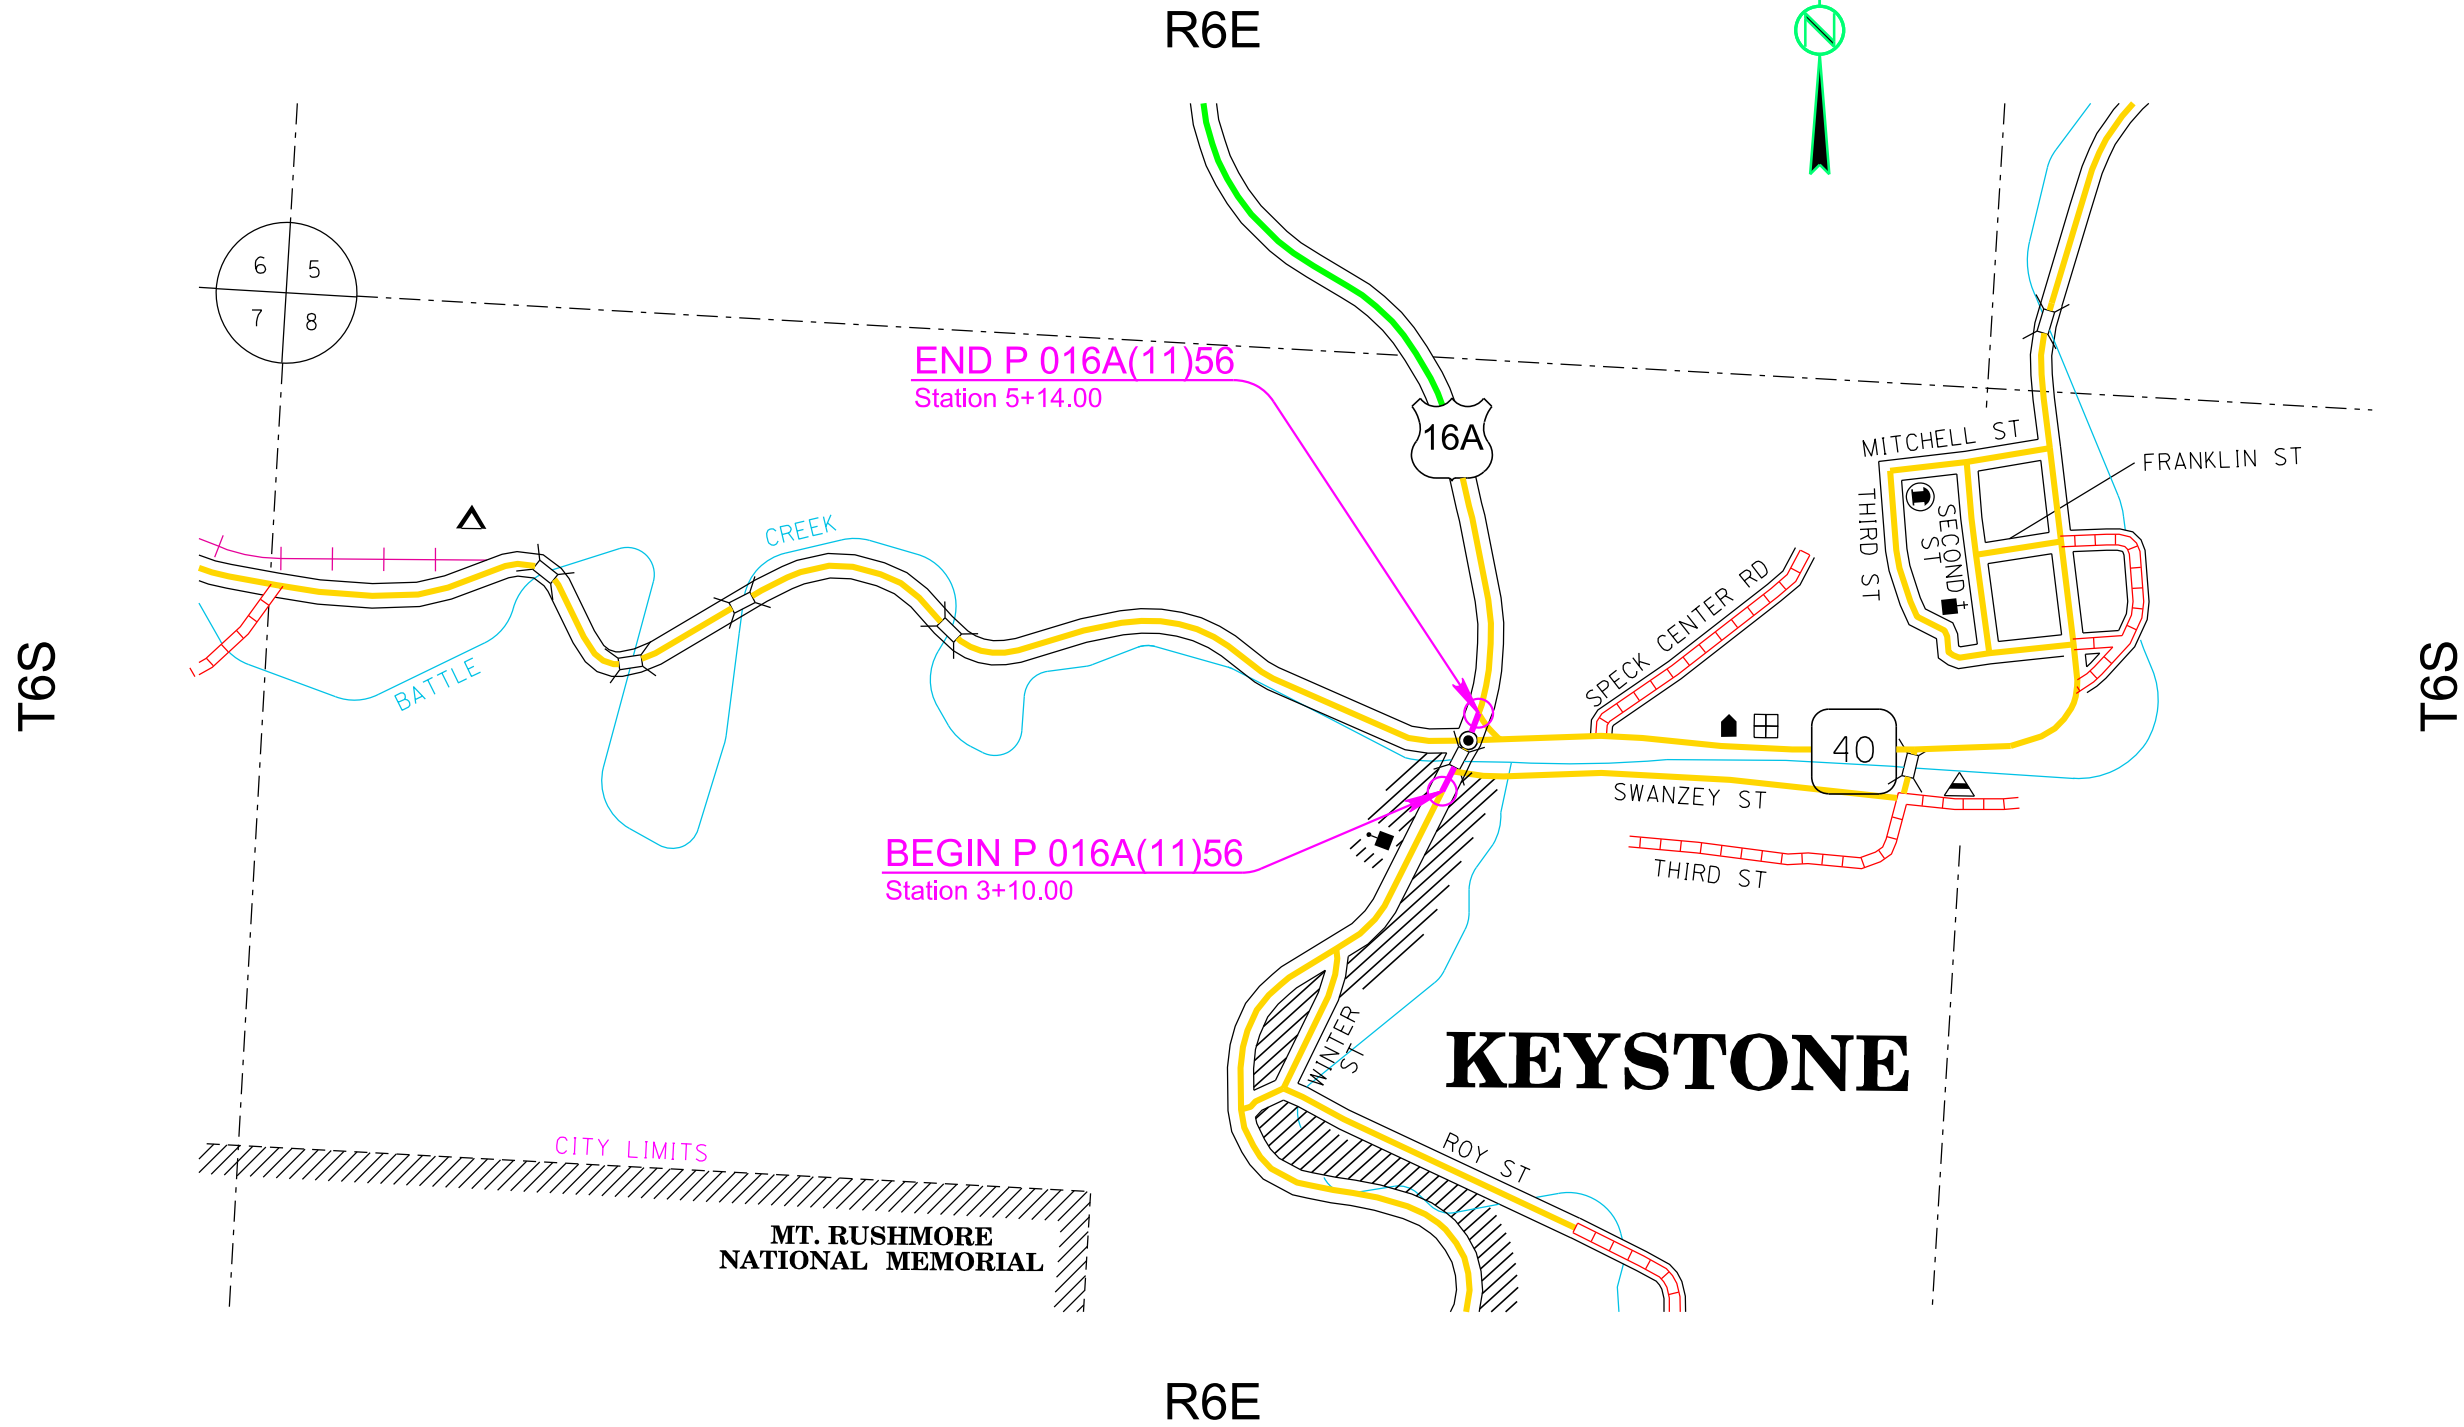 R6E
N
6 5
7 8
END P 016A(11)56
Station 5+14.00
16A
MITCHELL ST
FRANKLIN ST
THIRD ST
SECOND
ST
CREEK
BATTLE
SPECK CENTER RD
T6S
T6S
40
SWANZEY ST
BEGIN P 016A(11)56
Station 3+10.00
THIRD ST
WINTER
ST
KEYSTONE
ROY ST
CITY LIMITS
MT. RUSHMORE
NATIONAL MEMORIAL
R6E